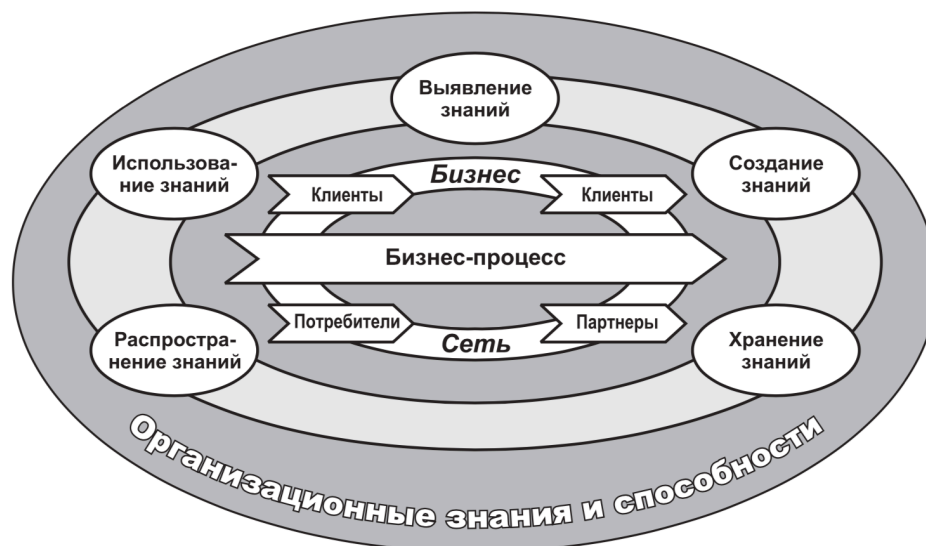 Выявление
знаний
Использова-
ние знаний
Создание
знаний
Бизнес
Клиенты
Клиенты
Бизнес-процесс
Потребители
Партнеры
Сеть
Распростра-
нение знаний
Хранение
знаний
Организационные знания и способности